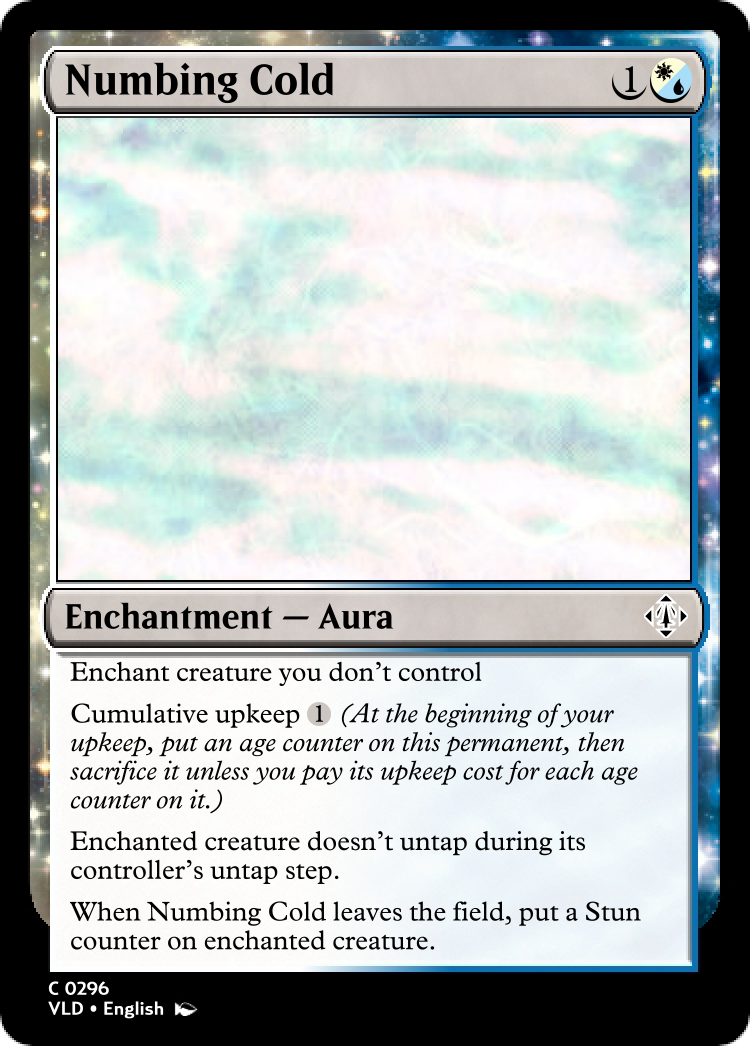 Numbing Cold 1
Enchantment — Aura
Enchant creature you don't control
Cumulative upkeep 1 (At the beginning of your
upkeep, put an age counter on this permanent, then
sacrifice it unless you pay its upkeep cost for each age
counter on it.)
Enchanted creature doesn't untap during its
controller's untap step.
When Numbing Cold leaves the field, put a Stun
counter on enchanted creature.
C 0296
VLD • English